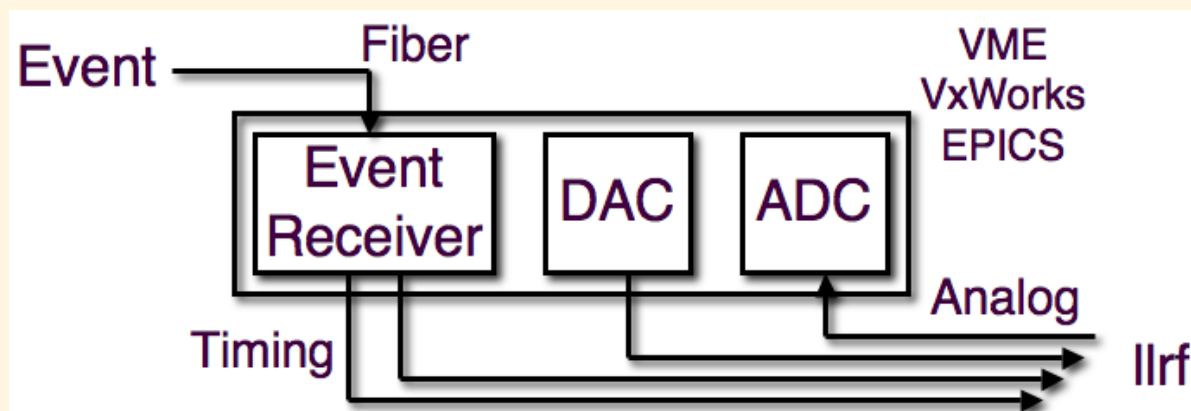 Event
Fiber
VME
VxWorks
EPICS
Event
Receiver
DAC
ADC
Analog
Timing
llrf